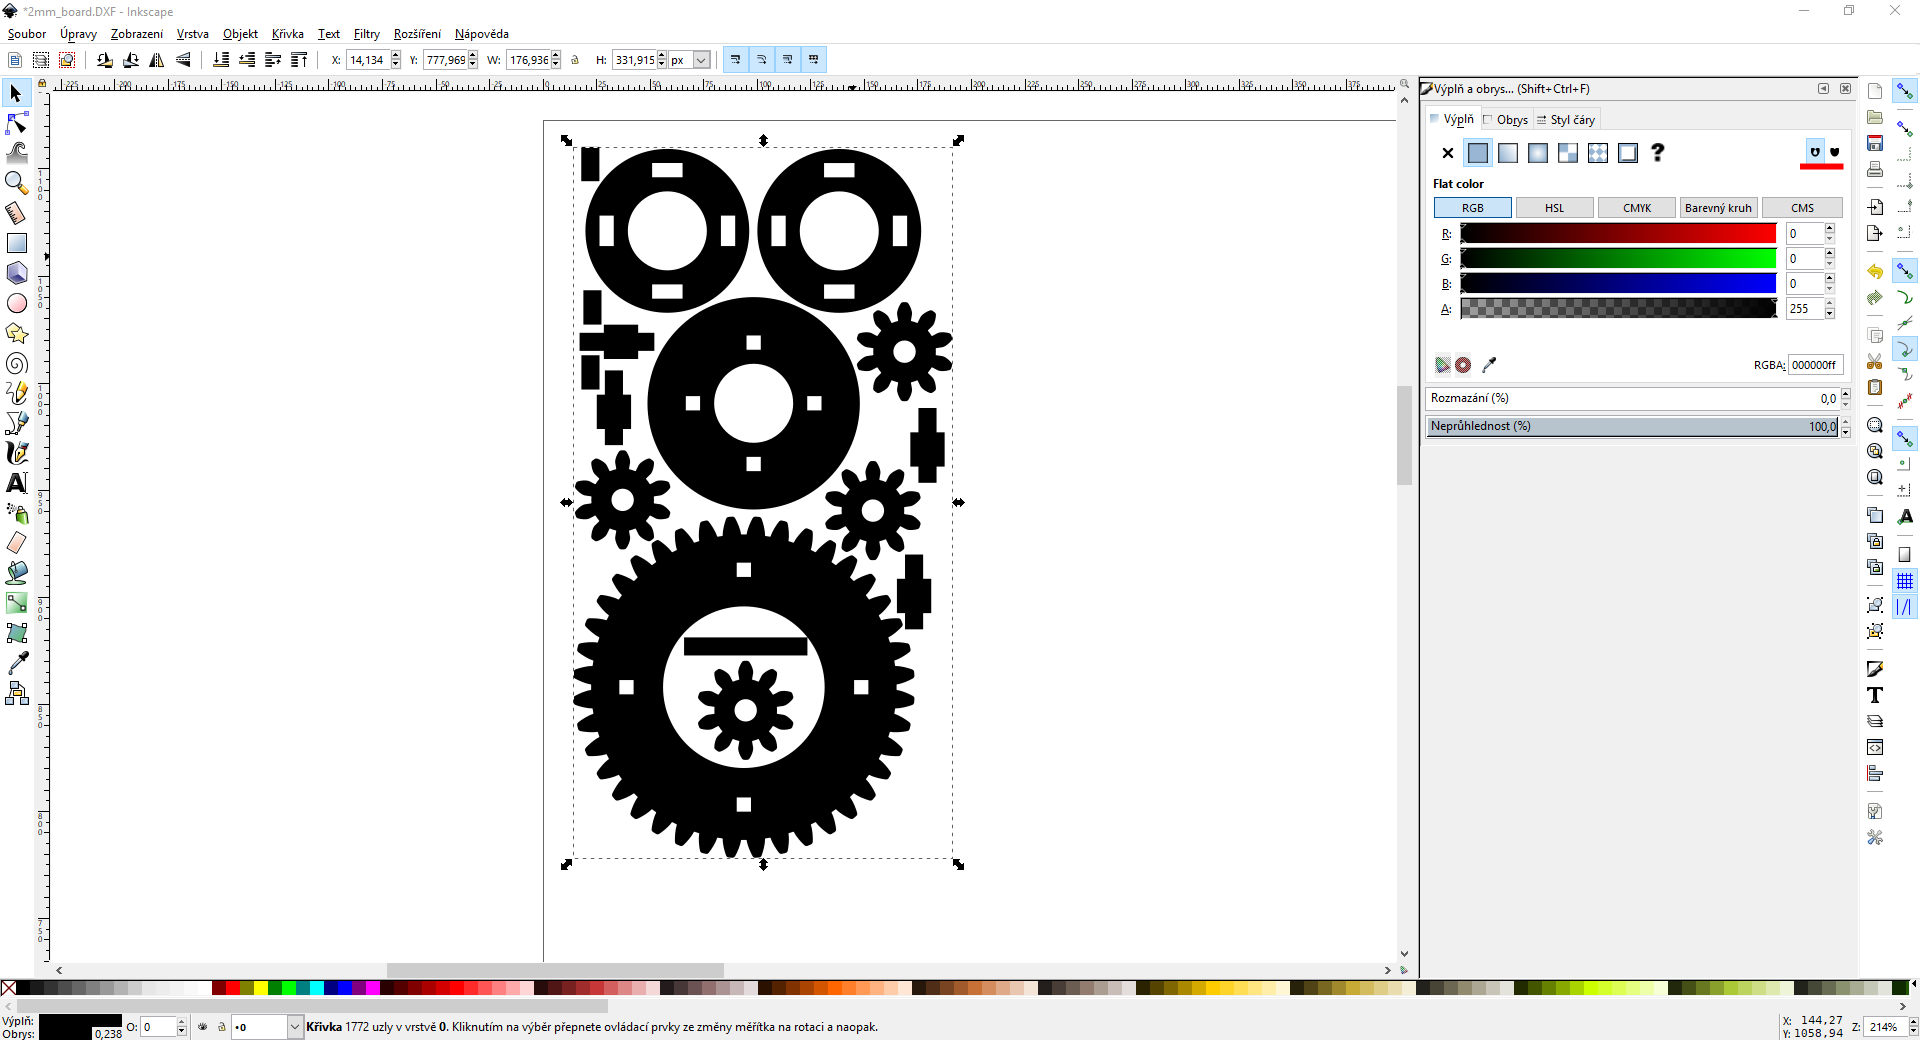 *2mm_board.DXF - Inkscape
Soubor Úpravy Zobrazení Vrstva Objekt Křivka Text Filtry Rozšíření Nápověda
X: 14,134 Y: 777,969 W: 176,936 H: 331,915 px
Výplň a obrys... (Shift+Ctrl+F)
Výplň Obrys Styl čáry
Flat color
RGB HSL CMYK Barevný kruh CMS
R: 0
G: 0
B: 0
A: 255
RGBA: 000000ff
Rozmazání (%) 0,0
Neprůhlednost (%) 100,0
Výplň:
Obrys: 0,238
O: 0
•0
Křivka 1772 uzly v vrstvě 0. Kliknutím na výběr přepnete ovládací prvky ze změny měřítka na rotaci a naopak.
X: 144,27
Y: 1058,94
Z: 214%